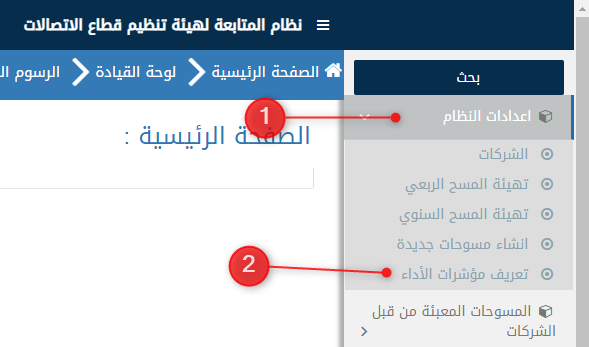 نظام المتابعة لهيئة تنظيم قطاع الاتصالات
الصفحة الرئيسية
لوحة القيادة
الرسوم
بحث
اعدادات النظام
1
الصفحة الرئيسية :
الشركات
تهيئة المسح الربعي
تهيئة المسح السنوي
انشاء مسوحات جديدة
تعريف مؤشرات الأداء
2
المسوحات المعبئة من قبل
الشركات